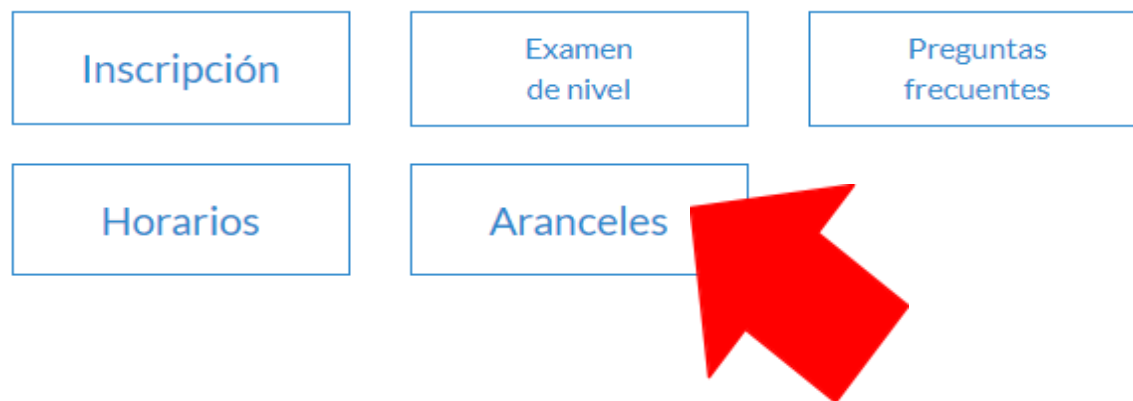 Inscripción
Examen
de nivel
Preguntas
frecuentes
Horarios
Aranceles